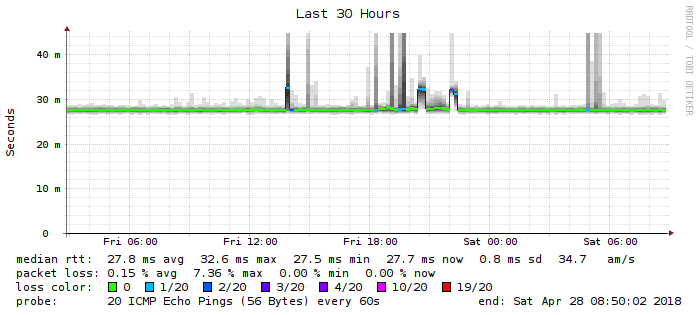 Last 30 Hours
RRDTOOL / TOBI OETIKER
Seconds
40 m
30 m
20 m
10 m
0
Fri 06:00 Fri 12:00 Fri 18:00 Sat 00:00 Sat 06:00
median rtt: 27.8 ms avg 32.6 ms max 27.5 ms min 27.7 ms now 0.8 ms sd 34.7 am/s
packet loss: 0.15 % avg 7.36 % max 0.00 % min 0.00 % now
loss color: 0 1/20 2/20 3/20 4/20 10/20 19/20
probe: 20 ICMP Echo Pings (56 Bytes) every 60s end: Sat Apr 28 08:50:02 2018